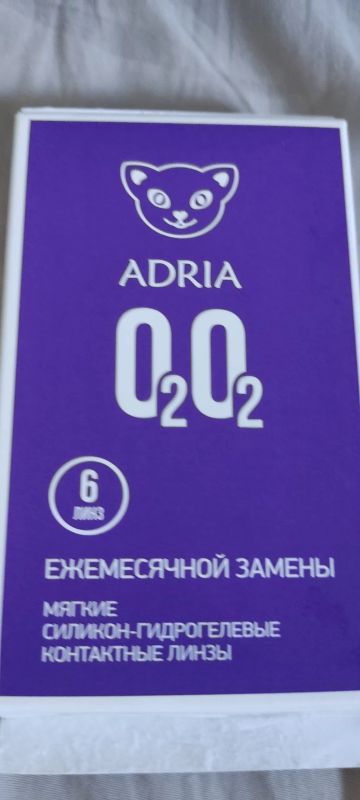 ADRIA
O2O2
6
ЛИНЗ
ЕЖЕМЕСЯЧНОЙ ЗАМЕНЫ
МЯГКИЕ
СИЛИКОН-ГИДРОГЕЛЕВЫЕ
КОНТАКТНЫЕ ЛИНЗЫ